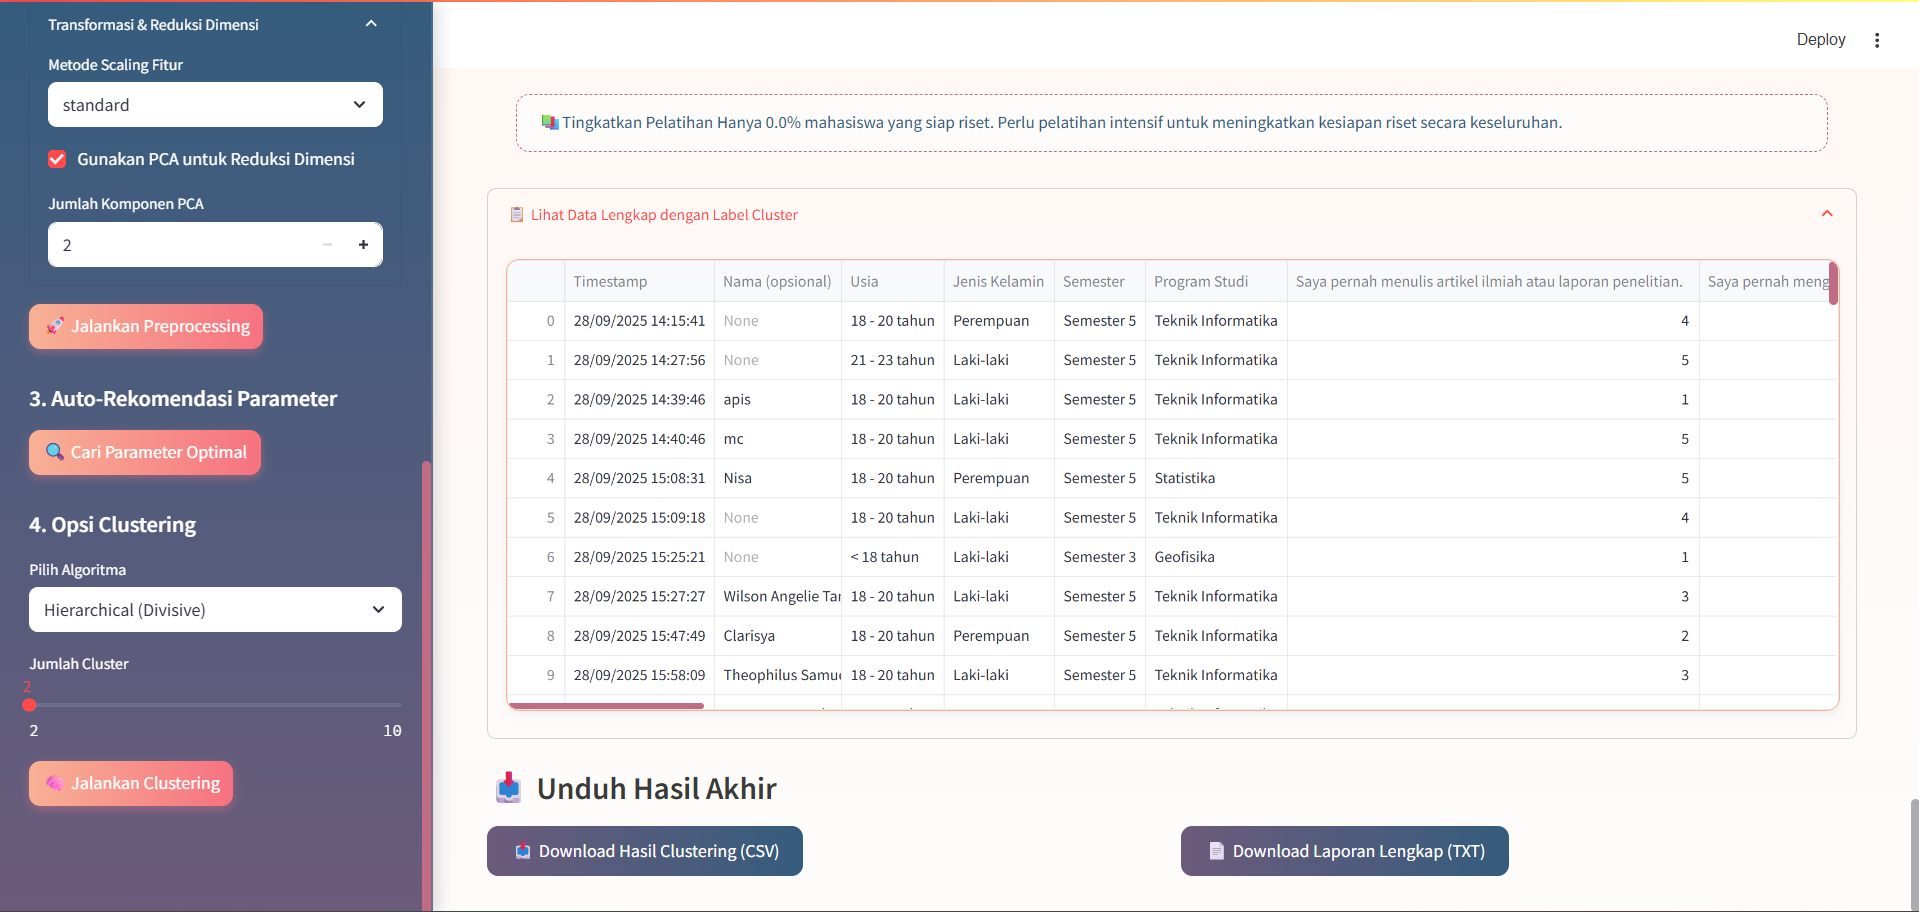 Transformasi & Reduksi Dimensi
Metode Scaling Fitur
standard
Gunakan PCA untuk Reduksi Dimensi
Jumlah Komponen PCA
2
Jalankan Preprocessing
3. Auto-Rekomendasi Parameter
Cari Parameter Optimal
4. Opsi Clustering
Pilih Algoritma
Hierarchical (Divisive)
Jumlah Cluster
2
2 10
Jalankan Clustering
Deploy
Tingkatkan Pelatihan Hanya 0.0% mahasiswa yang siap riset. Perlu pelatihan intensif untuk meningkatkan kesiapan riset secara keseluruhan.
Lihat Data Lengkap dengan Label Cluster
Timestamp Nama (opsional) Usia Jenis Kelamin Semester Program Studi Saya pernah menulis artikel ilmiah atau laporan penelitian. Saya pernah meng
0 28/09/2025 14:15:41 None 18 - 20 tahun Perempuan Semester 5 Teknik Informatika 4
1 28/09/2025 14:27:56 None 21 - 23 tahun Laki-laki Semester 5 Teknik Informatika 5
2 28/09/2025 14:39:46 apis 18 - 20 tahun Laki-laki Semester 5 Teknik Informatika 1
3 28/09/2025 14:40:46 mc 18 - 20 tahun Laki-laki Semester 5 Teknik Informatika 5
4 28/09/2025 15:08:31 Nisa 18 - 20 tahun Perempuan Semester 5 Statistika 5
5 28/09/2025 15:09:18 None 18 - 20 tahun Laki-laki Semester 5 Teknik Informatika 4
6 28/09/2025 15:25:21 None < 18 tahun Laki-laki Semester 3 Geofisika 1
7 28/09/2025 15:27:27 Wilson Angelie Tan 18 - 20 tahun Laki-laki Semester 5 Teknik Informatika 3
8 28/09/2025 15:47:49 Clarisya 18 - 20 tahun Perempuan Semester 5 Teknik Informatika 2
9 28/09/2025 15:58:09 Theophilus Samu 18 - 20 tahun Laki-laki Semester 5 Teknik Informatika 3
Unduh Hasil Akhir
Download Hasil Clustering (CSV)
Download Laporan Lengkap (TXT)